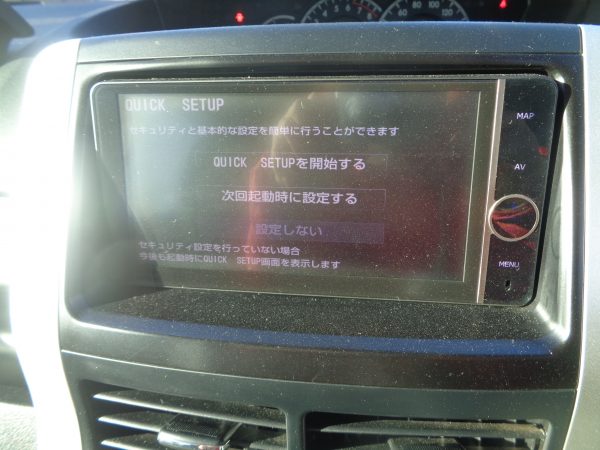 QUICK SETUP
セキュリティと基本的な設定を簡単に行うことができます
QUICK SETUPを開始する
次回起動時に設定する
設定しない
セキュリティ設定を行っていない場合
今後も起動時にQUICK SETUP画面を表示します
MAP
AV
MENU